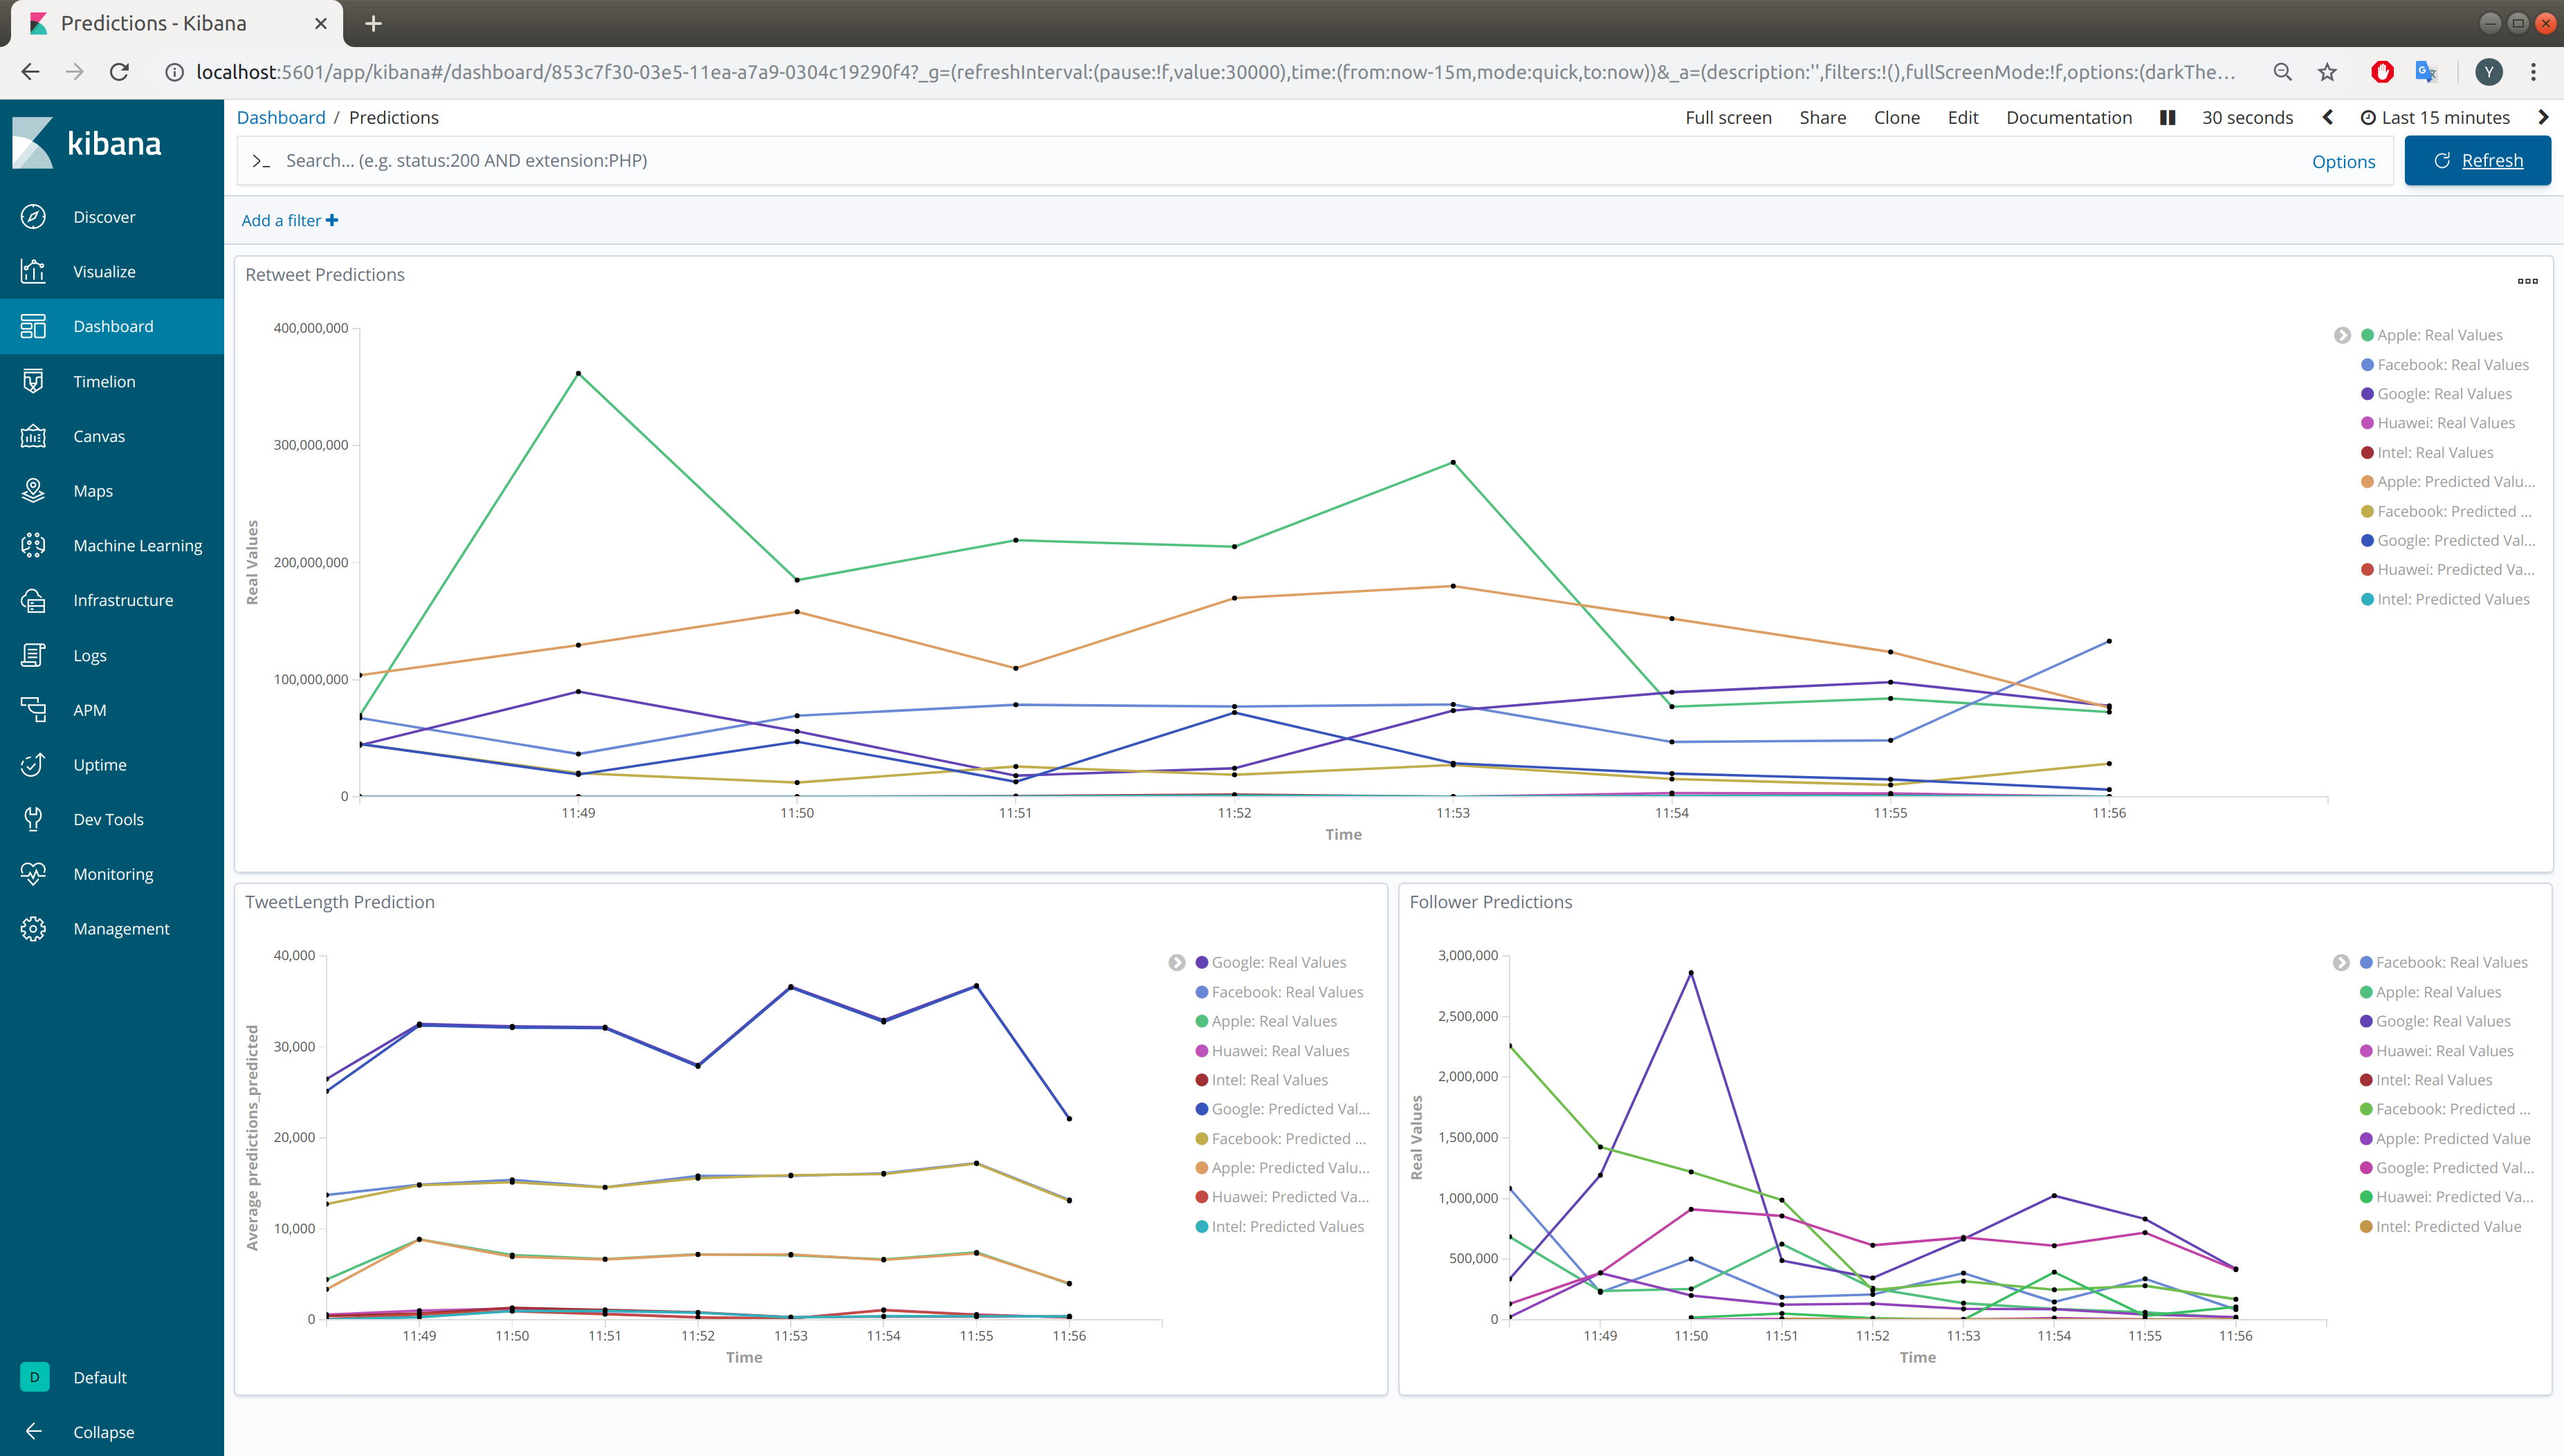 Predictions - Kibana
localhost:5601/app/kibana#/dashboard/853c7f30-03e5-11ea-a7a9-0304c19290f4?_g=(refreshInterval:(pause:!f,value:30000),time:(from:now-15m,mode:quick,to:now))&_a=(description:'',filters:!(),fullScreenMode:!f,options:(darkThe...
Y
kibana
Discover
Visualize
Dashboard
Timelion
Canvas
Maps
Machine Learning
Infrastructure
Logs
APM
Uptime
Dev Tools
Monitoring
Management
D Default
Collapse
Dashboard / Predictions
Full screen Share Clone Edit Documentation 30 seconds Last 15 minutes
>_ Search... (e.g. status:200 AND extension:PHP) Options Refresh
Add a filter +
Retweet Predictions
Real Values
400,000,000
300,000,000
200,000,000
100,000,000
0
11:49 11:50 11:51 11:52 11:53 11:54 11:55 11:56
Time
Apple: Real Values
Facebook: Real Values
Google: Real Values
Huawei: Real Values
Intel: Real Values
Apple: Predicted Valu...
Facebook: Predicted ...
Google: Predicted Val...
Huawei: Predicted Va...
Intel: Predicted Values
TweetLength Prediction
Average predictions_predicted
40,000
30,000
20,000
10,000
0
11:49 11:50 11:51 11:52 11:53 11:54 11:55 11:56
Time
Google: Real Values
Facebook: Real Values
Apple: Real Values
Huawei: Real Values
Intel: Real Values
Google: Predicted Val...
Facebook: Predicted ...
Apple: Predicted Valu...
Huawei: Predicted Va...
Intel: Predicted Values
Follower Predictions
Real Values
3,000,000
2,500,000
2,000,000
1,500,000
1,000,000
500,000
0
11:49 11:50 11:51 11:52 11:53 11:54 11:55 11:56
Time
Facebook: Real Values
Apple: Real Values
Google: Real Values
Huawei: Real Values
Intel: Real Values
Facebook: Predicted ...
Apple: Predicted Value
Google: Predicted Val...
Huawei: Predicted Va...
Intel: Predicted Value